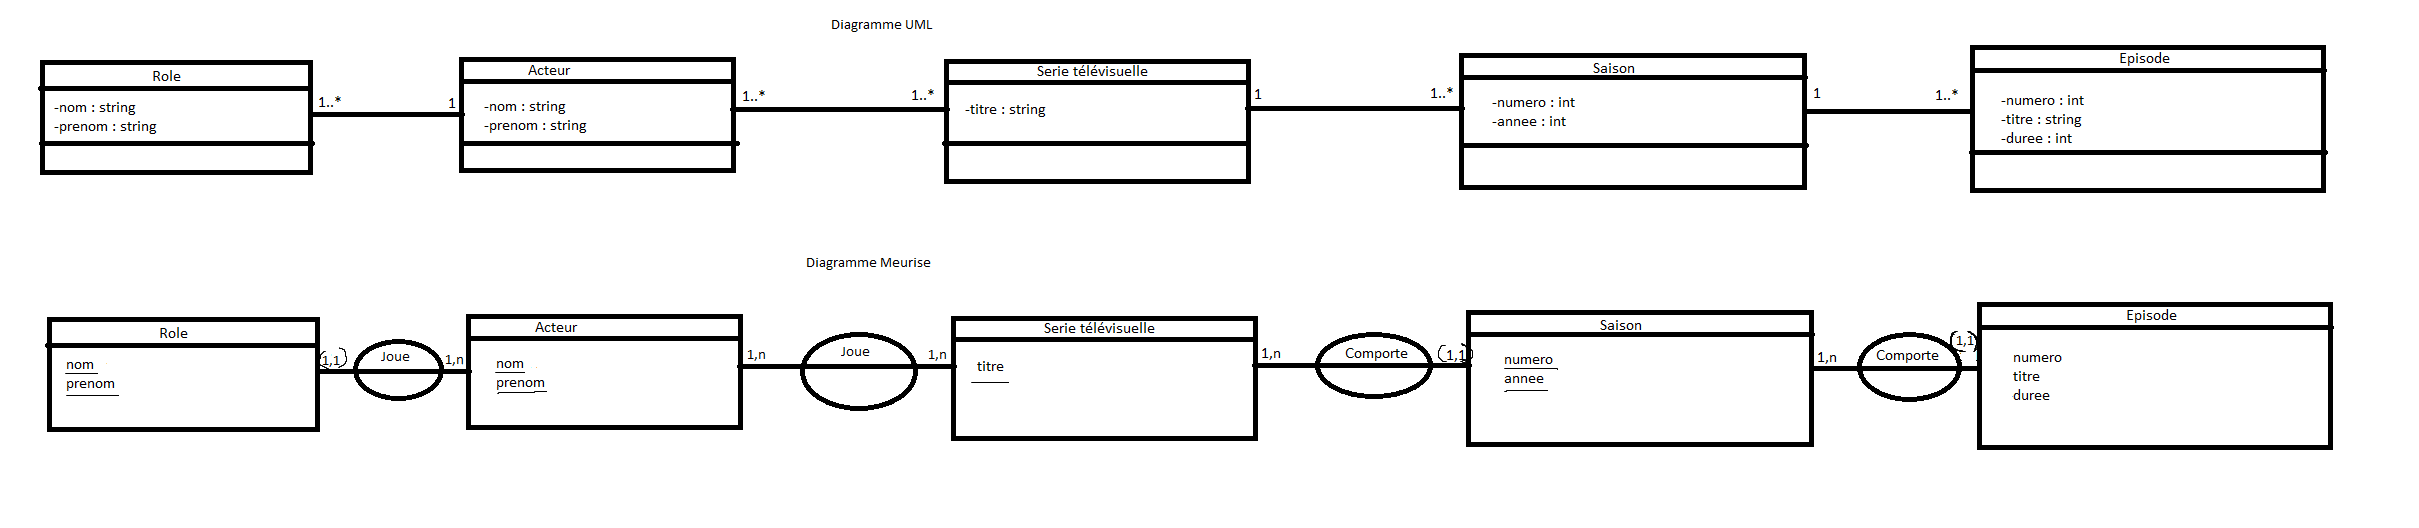 Diagramme UML
Role
-nom : string
-prenom : string
1..*
1
Acteur
-nom : string
-prenom : string
1..*
1..*
Serie télévisuelle
-titre : string
1
1..*
Saison
-numero : int
-annee : int
1
1..*
Episode
-numero : int
-titre : string
-duree : int
Diagramme Meurise
Role
nom
prenom
(1,1)
Joue
1,n
Acteur
nom
prenom
1,n
Joue
1,n
Serie télévisuelle
titre
1,n
Comporte
(1,1)
Saison
numero
annee
1,n
Comporte
(1,1)
Episode
numero
titre
duree